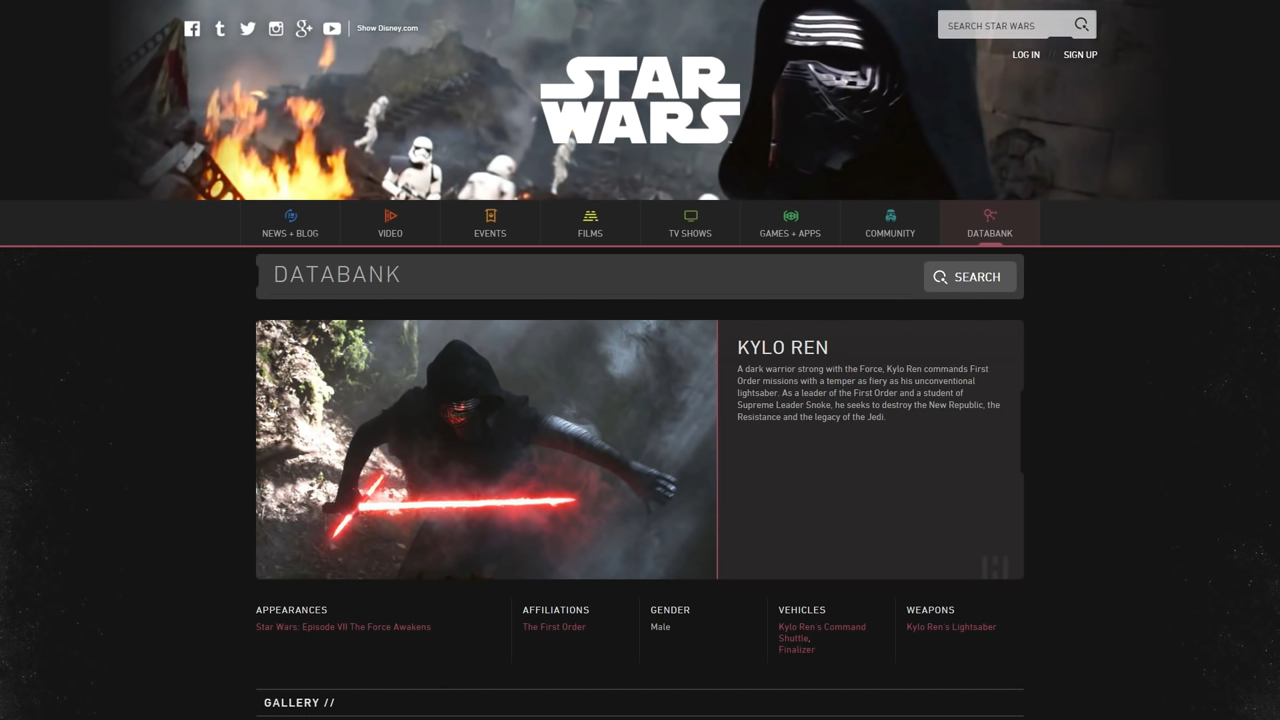 Show Disney.com
SEARCH STAR WARS
LOG IN // SIGN UP
STAR
WARS
NEWS + BLOG
VIDEO
EVENTS
FILMS
TV SHOWS
GAMES + APPS
COMMUNITY
DATABANK
DATABANK
SEARCH
KYLO REN
A dark warrior strong with the Force, Kylo Ren commands First
Order missions with a temper as fiery as his unconventional
lightsaber. As a leader of the First Order and a student of
Supreme Leader Snoke, he seeks to destroy the New Republic, the
Resistance and the legacy of the Jedi.
APPEARANCES
Star Wars: Episode VII The Force Awakens
AFFILIATIONS
The First Order
GENDER
Male
VEHICLES
Kylo Ren's Command
Shuttle,
Finalizer
WEAPONS
Kylo Ren's Lightsaber
GALLERY //